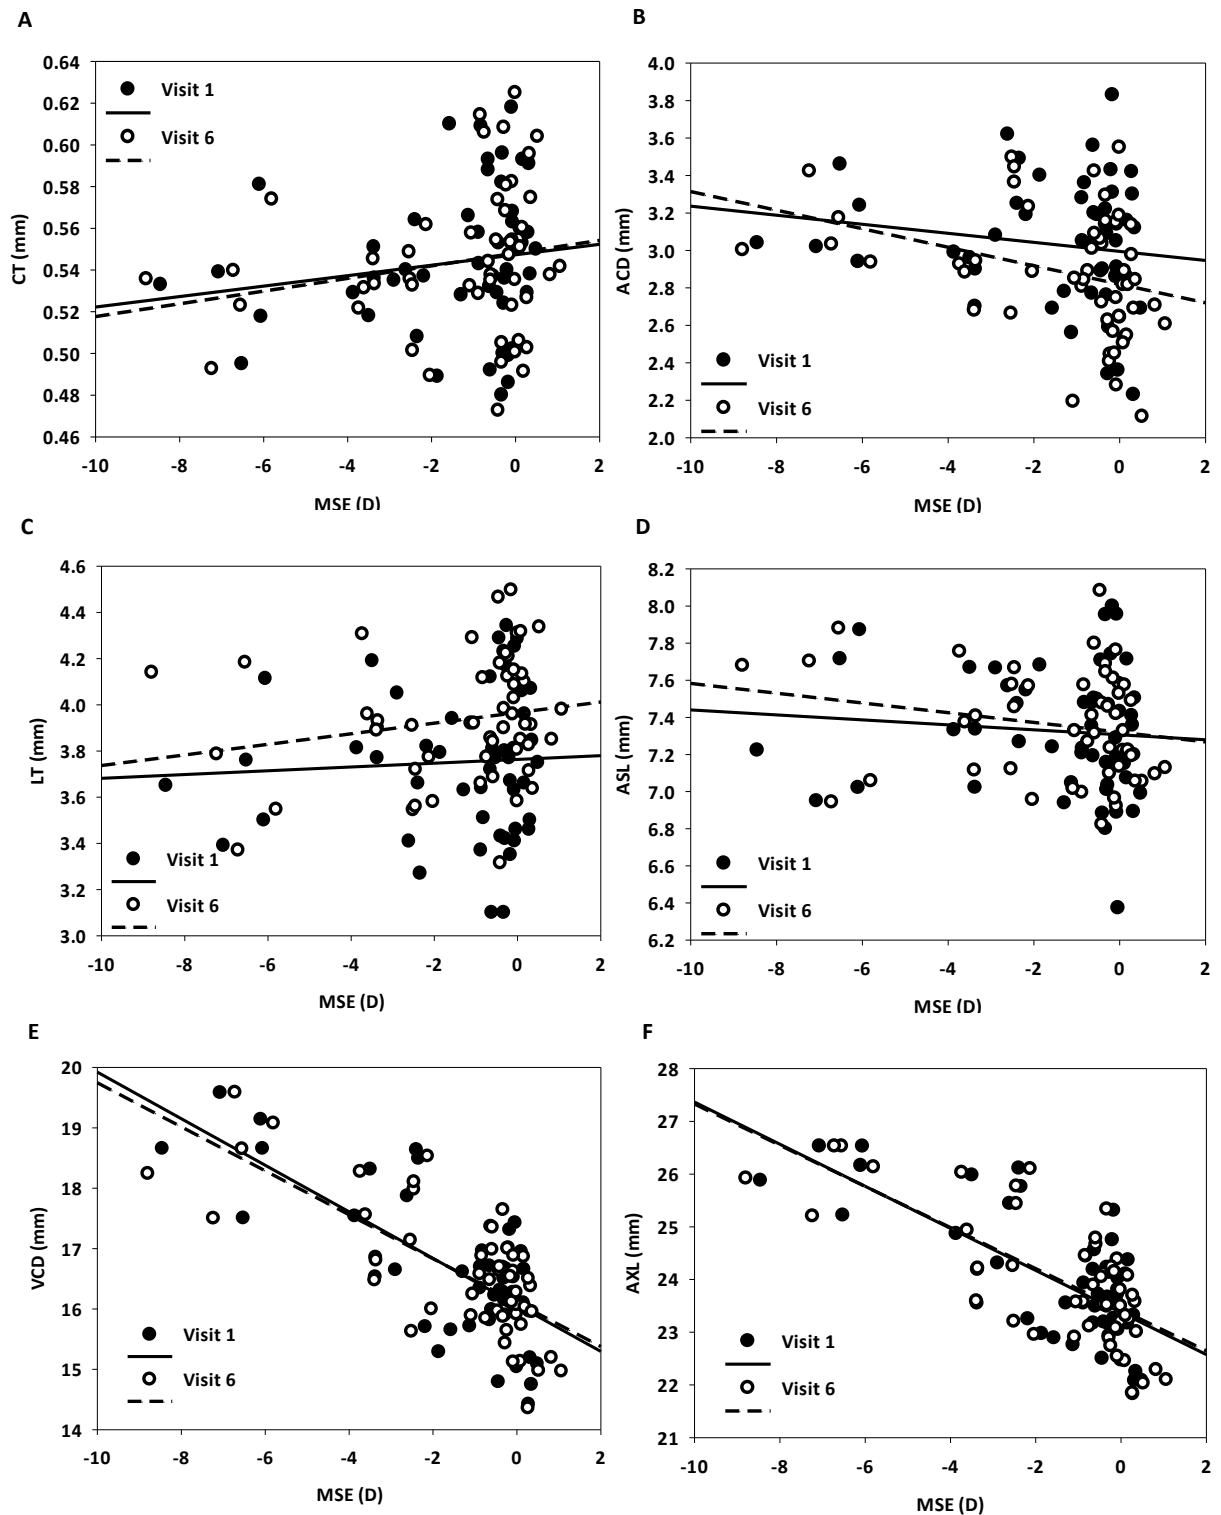 A
CT (mm)
0.64
0.62
0.60
0.58
0.56
0.54
0.52
0.50
0.48
0.46
Visit 1
Visit 6
-10 -8 -6 -4 -2 0 2
MSE (D)
B
ACD (mm)
4.0
3.8
3.6
3.4
3.2
3.0
2.8
2.6
2.4
2.2
2.0
Visit 1
Visit 6
-10 -8 -6 -4 -2 0 2
MSE (D)
C
LT (mm)
4.6
4.4
4.2
4.0
3.8
3.6
3.4
3.2
3.0
Visit 1
Visit 6
-10 -8 -6 -4 -2 0 2
MSE (D)
D
ASL (mm)
8.2
7.8
7.6
7.4
7.2
7.0
6.8
6.6
6.4
6.2
Visit 1
Visit 6
-10 -8 -6 -4 -2 0 2
MSE (D)
E
VCD (mm)
20
19
18
17
16
15
14
Visit 1
Visit 6
-10 -8 -6 -4 -2 0 2
MSE (D)
F
AXL (mm)
28
27
26
25
24
23
22
21
Visit 1
Visit 6
-10 -8 -6 -4 -2 0 2
MSE (D)